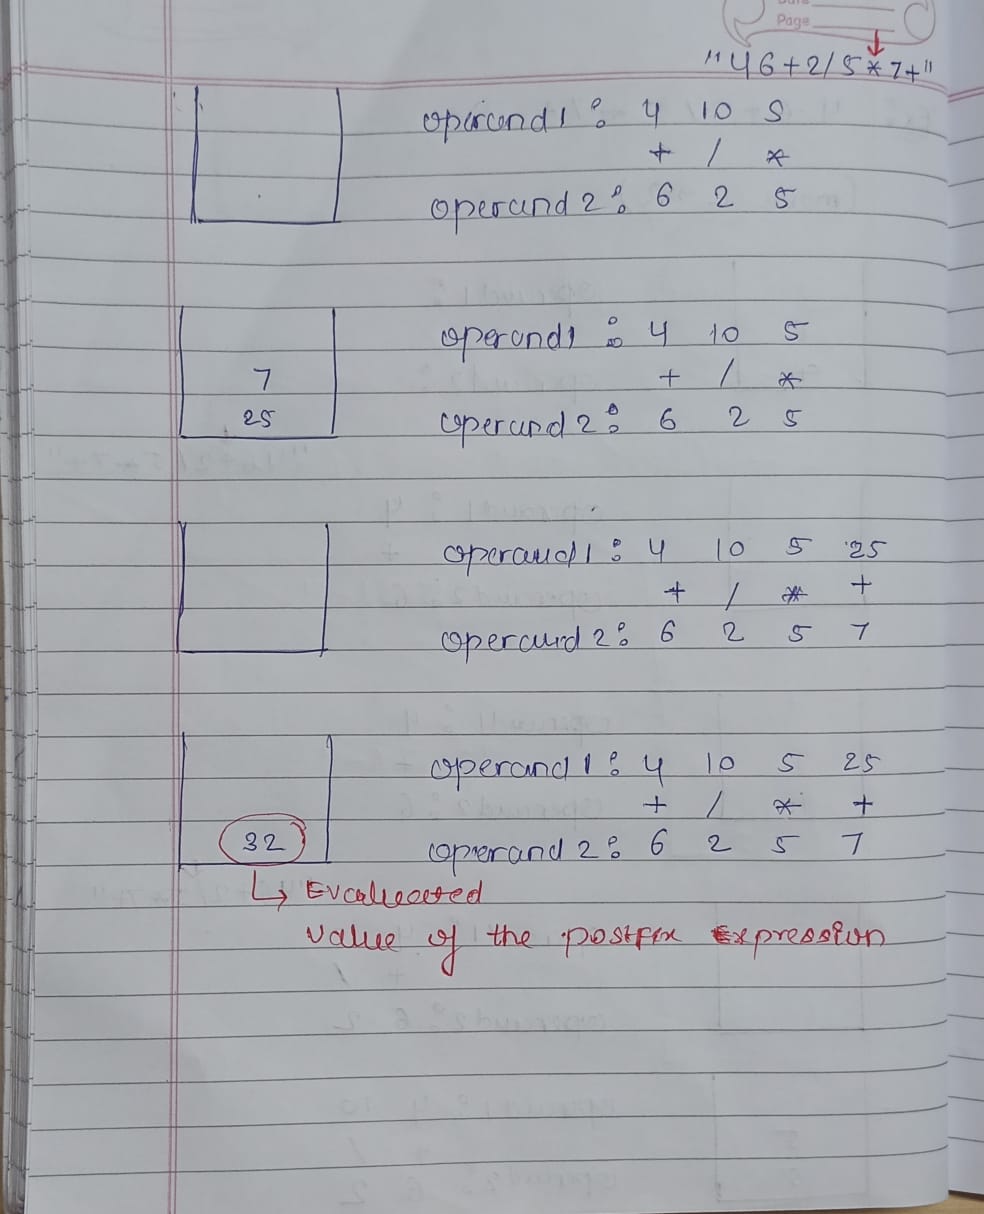 Page
"46+2/5*7+"
operand1 : 4 10 5
+ / *
operand 2 : 6 2 5
operand1 : 4 10 5
7 + / *
25 operand 2 : 6 2 5
operand1 : 4 10 5 25
+ / * +
operand 2 : 6 2 5 7
operand 1 : 4 10 5 25
+ / * +
32 operand 2 : 6 2 5 7
↳ Evaluated
value of the postfix Expression